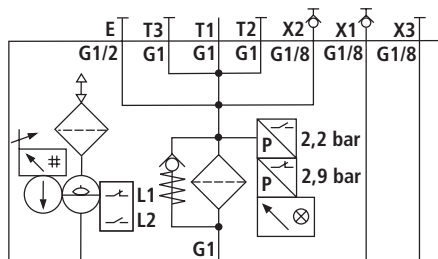 E T3 T1 T2 X2 X1 X3
G1/2 G1 G1 G1/8 G1/8 G1/8
P 2,2 bar
#
P 2,9 bar
L1
L2
G1